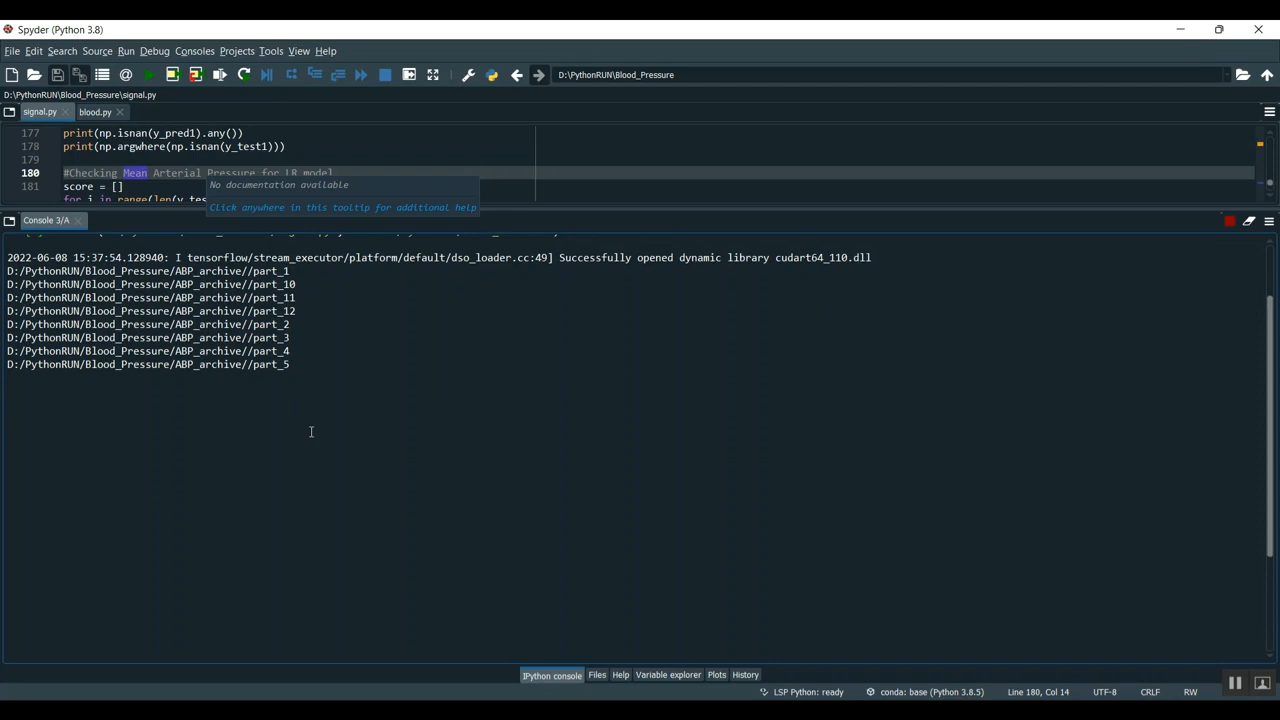 Spyder (Python 3.8)
File Edit Search Source Run Debug Consoles Projects Tools View Help
D:\PythonRUN\Blood_Pressure
D:\PythonRUN\Blood_Pressure\signal.py
signal.py blood.py
177 print(np.isnan(y_pred1).any())
178 print(np.argwhere(np.isnan(y_test1)))
179
180 #Checking Mean Arterial Pressure for LR model
No documentation available
181 score = []
for i in range(len(y_tes
Click anywhere in this tooltip for additional help
Console 3/A
2022-06-08 15:37:54.128940: I tensorflow/stream_executor/platform/default/dso_loader.cc:49] Successfully opened dynamic library cudart64_110.dll
D:/PythonRUN/Blood_Pressure/ABP_archive//part_1
D:/PythonRUN/Blood_Pressure/ABP_archive//part_10
D:/PythonRUN/Blood_Pressure/ABP_archive//part_11
D:/PythonRUN/Blood_Pressure/ABP_archive//part_12
D:/PythonRUN/Blood_Pressure/ABP_archive//part_2
D:/PythonRUN/Blood_Pressure/ABP_archive//part_3
D:/PythonRUN/Blood_Pressure/ABP_archive//part_4
D:/PythonRUN/Blood_Pressure/ABP_archive//part_5
IPython console Files Help Variable explorer Plots History
LSP Python: ready conda: base (Python 3.8.5) Line 180, Col 14 UTF-8 CRLF RW